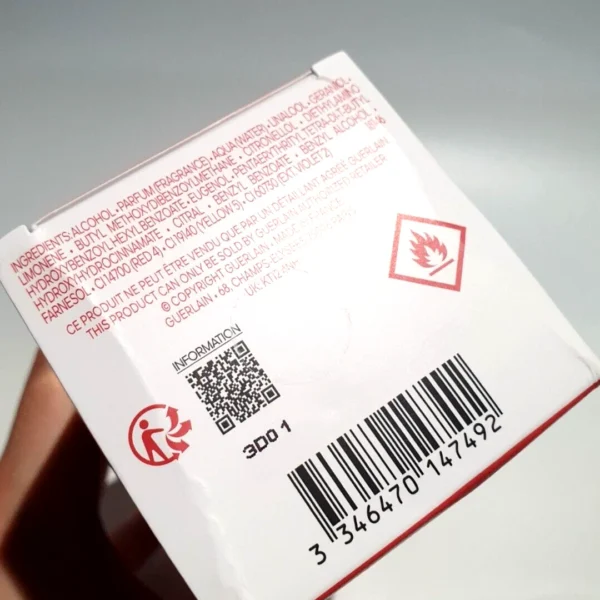 INGREDIENTS: ALCOHOL • PARFUM (FRAGRANCE) • AQUA (WATER) • LINALOOL • GERANIOL •
LIMONENE • BUTYL METHOXYDIBENZOYLMETHANE • CITRONELLOL • DIETHYLAMINO
HYDROXYBENZOYL HEXYL BENZOATE • EUGENOL • PENTAERYTHRITYL TETRA-DI-T-BUTYL
HYDROXYHYDROCINNAMATE • CITRAL • BENZYL BENZOATE • BENZYL ALCOHOL •
FARNESOL • CI 14700 (RED 4) • CI 19140 (YELLOW 5) • CI 60730 (EXT. VIOLET 2)
CE PRODUIT NE PEUT ÊTRE VENDU QUE PAR UN DÉTAILLANT AGRÉÉ GUERLAIN
THIS PRODUCT CAN ONLY BE SOLD BY GUERLAIN AUTHORIZED RETAILER
© COPYRIGHT GUERLAIN • MADE IN FRANCE
GUERLAIN • 68, CHAMPS-ELYSÉES
INFORMATION
3D0 1
3 346470 147492